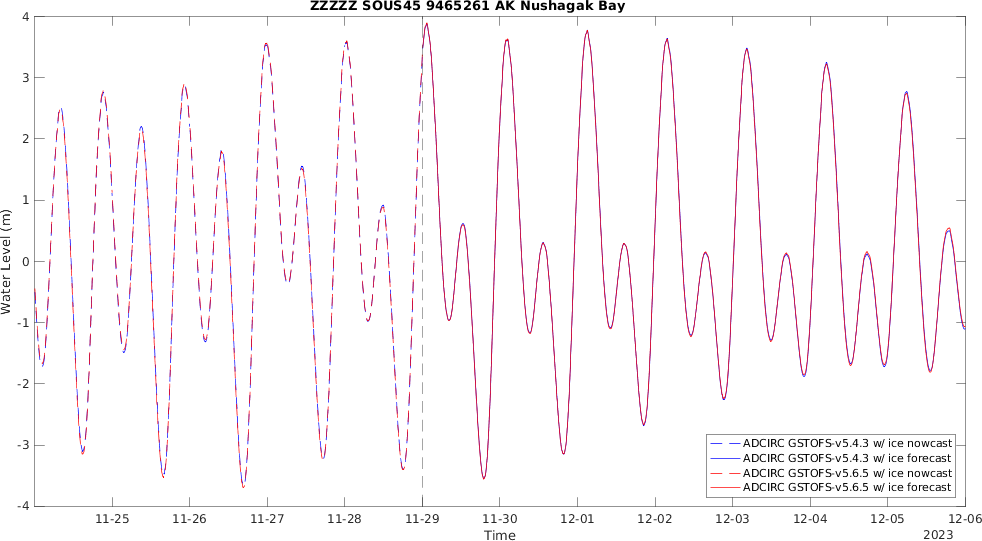 ZZZZZ SOUS45 9465261 AK Nushagak Bay
4
3
2
1
0
-1
-2
-3
-4
Water Level (m)
11-25 11-26 11-27 11-28 11-29 11-30 12-01 12-02 12-03 12-04 12-05 12-06
Time
2023
ADCIRC GSTOFS-v5.4.3 w/ ice nowcast
ADCIRC GSTOFS-v5.4.3 w/ ice forecast
ADCIRC GSTOFS-v5.6.5 w/ ice nowcast
ADCIRC GSTOFS-v5.6.5 w/ ice forecast